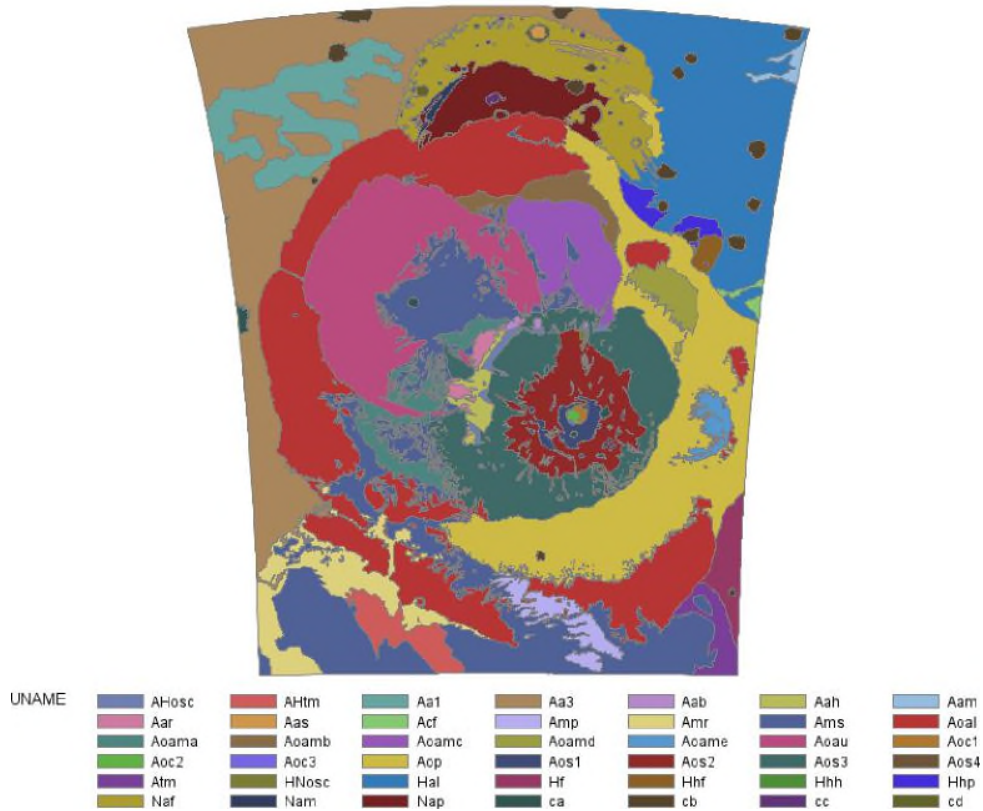 UNAME AHosc AHtm Aa1 Aa3 Aab Aah Aam
Aar Aas Acf Amp Amr Ams Aoal
Aoama Aoamb Aoamc Aoamd Aoame Aoau Aoc1
Aoc2 Aoc3 Aop Aos1 Aos2 Aos3 Aos4
Atm HNosc Hal Hf Hhf Hhh Hhp
Naf Nam Nap ca cb cc cd